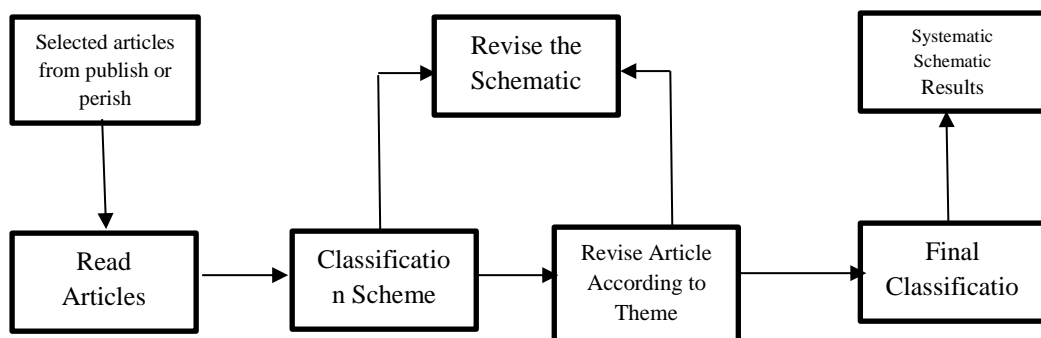 Selected articles
from publish or
perish
Revise the
Schematic
Systematic
Schematic
Results
Read
Articles
Classificatio
n Scheme
Revise Article
According to
Theme
Final
Classificatio